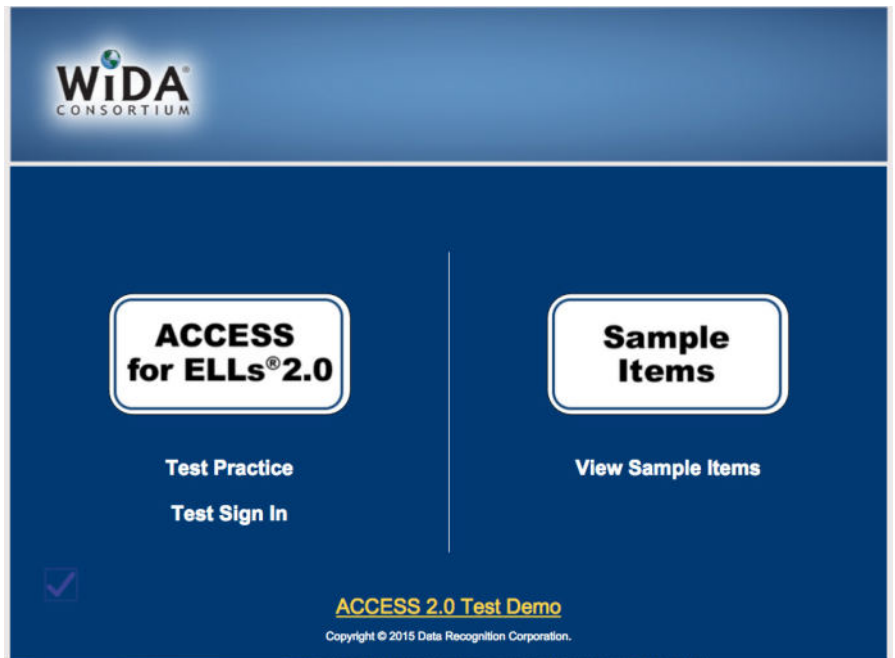 WiDA®
CONSORTIUM
ACCESS
for ELLs®2.0
Test Practice
Test Sign In
Sample
Items
View Sample Items
ACCESS 2.0 Test Demo
Copyright © 2015 Data Recognition Corporation.